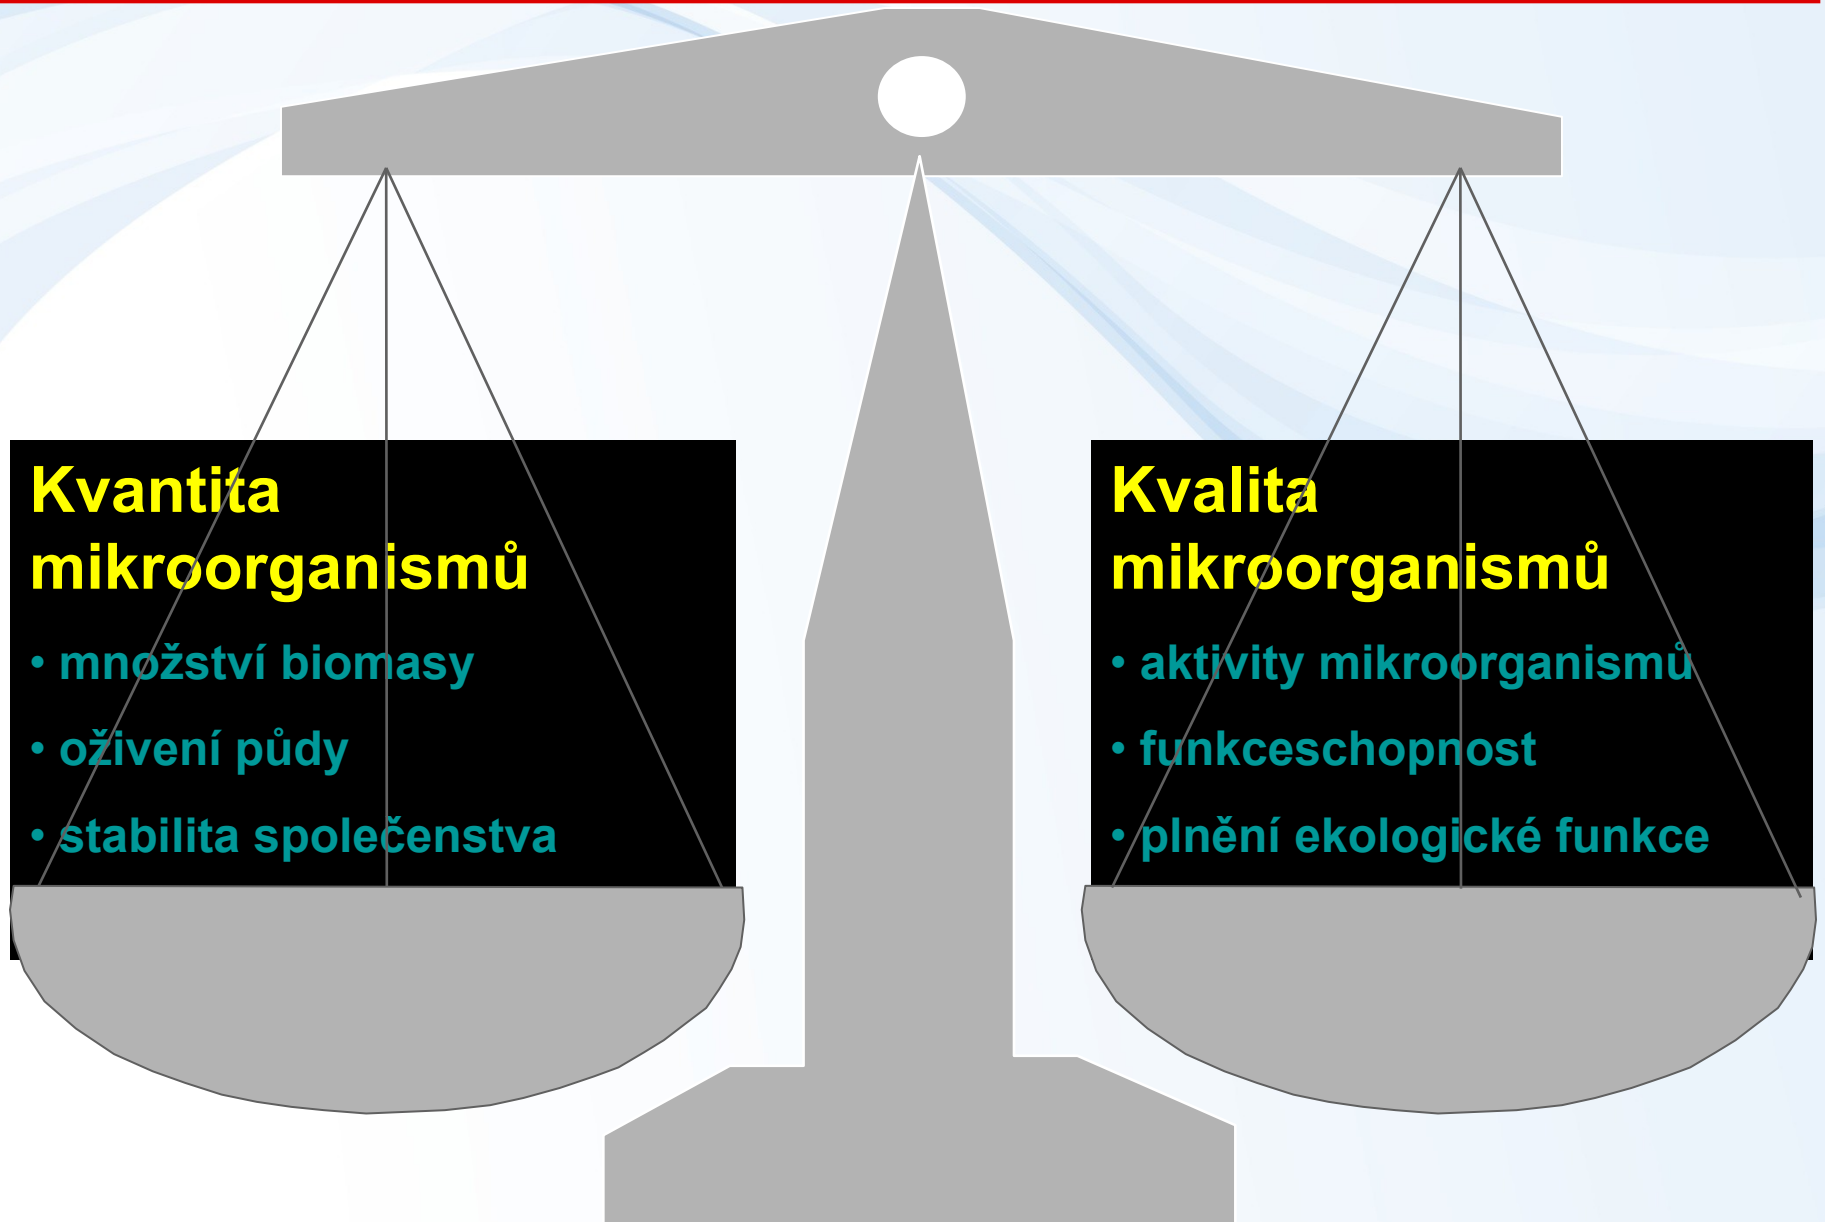 Kvantita
mikroorganismů
• množství biomasy
• oživení půdy
• stabilita společenstva
Kvalita
mikroorganismů
• aktivity mikroorganismů
• funkceschopnost
• plnění ekologické funkce